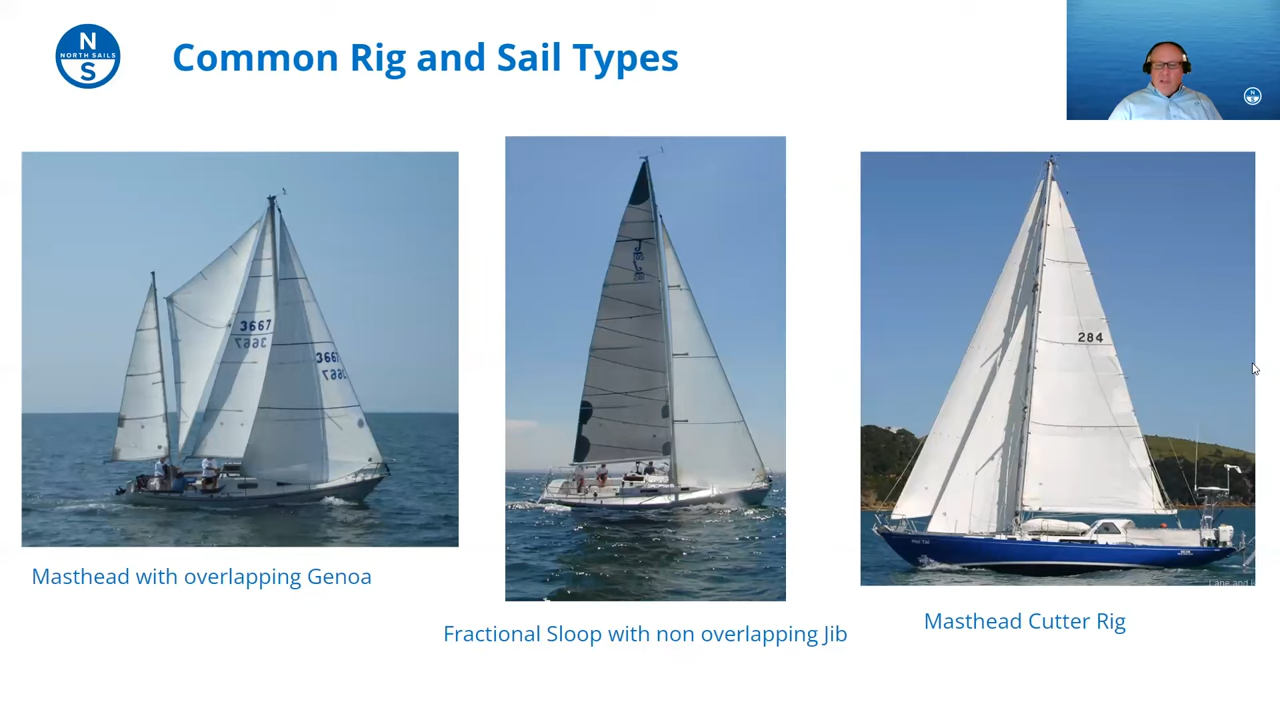 N
NORTH SAILS
S
Common Rig and Sail Types
N
S
3667
3667
3667
3667
284
Masthead with overlapping Genoa
Fractional Sloop with non overlapping Jib
Masthead Cutter Rig